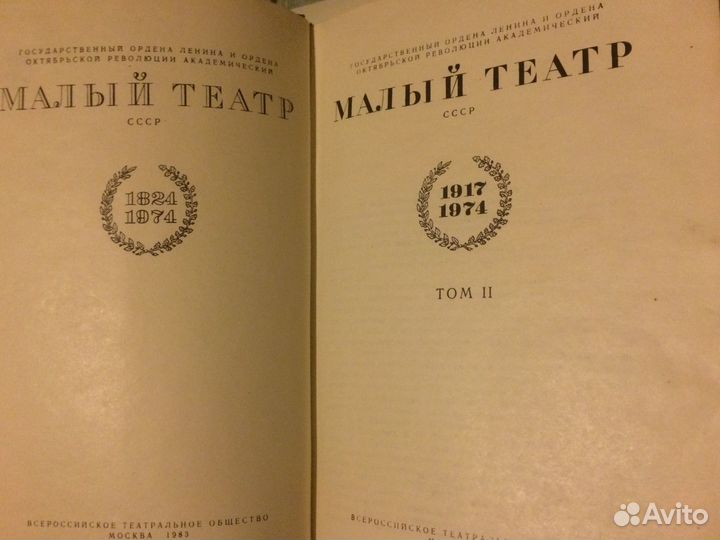 ГОСУДАРСТВЕННЫЙ ОРДЕНА ЛЕНИНА И ОРДЕНА
ОКТЯБРЬСКОЙ РЕВОЛЮЦИИ АКАДЕМИЧЕСКИЙ
МАЛЫЙ ТЕАТР
СССР
1824
1974
ВСЕРОССИЙСКОЕ ТЕАТРАЛЬНОЕ ОБЩЕСТВО
МОСКВА 1983
ГОСУДАРСТВЕННЫЙ ОРДЕНА ЛЕНИНА И ОРДЕНА
ОКТЯБРЬСКОЙ РЕВОЛЮЦИИ АКАДЕМИЧЕСКИЙ
МАЛЫЙ ТЕАТР
СССР
1917
1974
ТОМ II
ВСЕРОССИЙСКОЕ
Avito